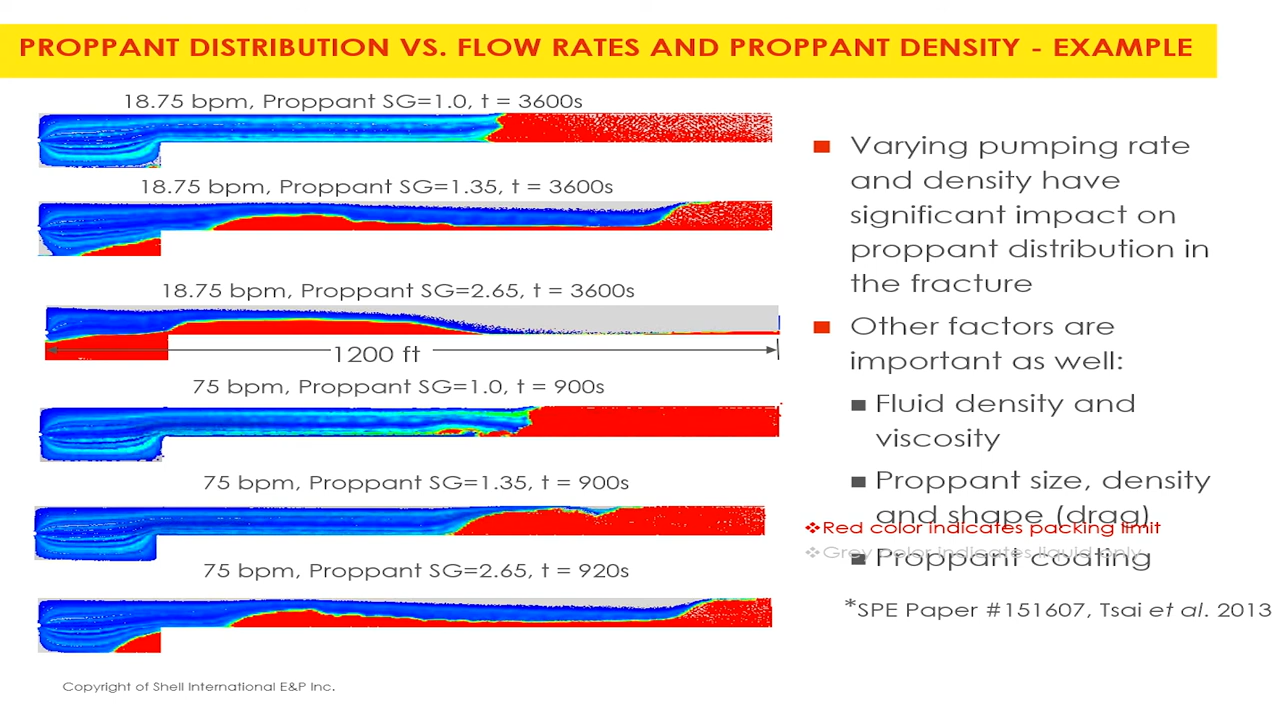 PROPPANT DISTRIBUTION VS. FLOW RATES AND PROPPANT DENSITY - EXAMPLE
18.75 bpm, Proppant SG=1.0, t = 3600s
18.75 bpm, Proppant SG=1.35, t = 3600s
18.75 bpm, Proppant SG=2.65, t = 3600s
1200 ft
75 bpm, Proppant SG=1.0, t = 900s
75 bpm, Proppant SG=1.35, t = 900s
75 bpm, Proppant SG=2.65, t = 920s
Varying pumping rate
and density have
significant impact on
proppant distribution in
the fracture
Other factors are
important as well:
Fluid density and
viscosity
Proppant size, density
and shape (drag)
Red color indicates packing limit
Grey color indicates liquid only
Proppant coating
*SPE Paper #151607, Tsai et al. 2013
Copyright of Shell International E&P Inc.